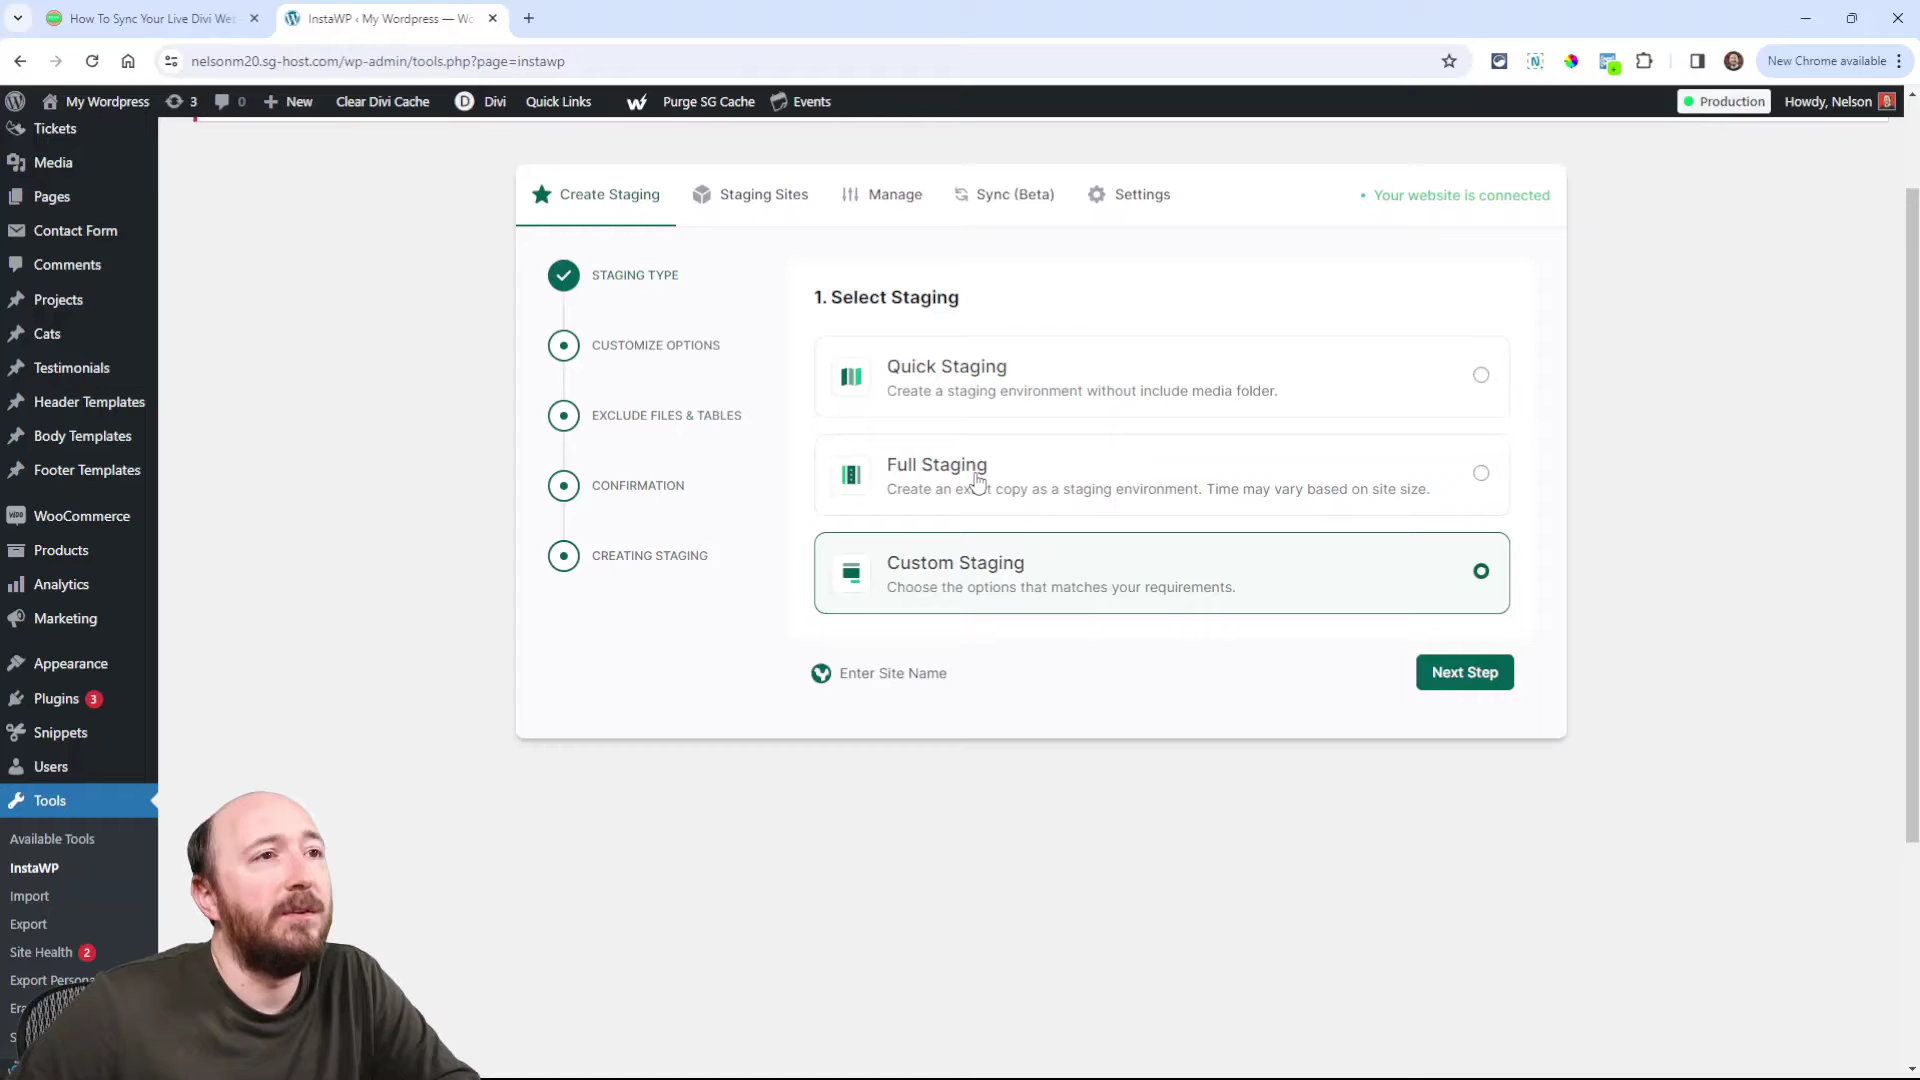 How To Sync Your Live Divi Web
InstaWP ‹ My Wordpress — Wo
nelsonm20.sg-host.com/wp-admin/tools.php?page=instawp
New Chrome available
My Wordpress
3
0
New
Clear Divi Cache
D
Divi
Quick Links
Purge SG Cache
Events
Production
Howdy, Nelson
Tickets
Media
Pages
Contact Form
Comments
Projects
Cats
Testimonials
Header Templates
Body Templates
Footer Templates
WooCommerce
Products
Analytics
Marketing
Appearance
Plugins 3
Snippets
Users
Tools
Available Tools
InstaWP
Import
Export
Site Health 2
Export Persona
Create Staging
Staging Sites
Manage
Sync (Beta)
Settings
• Your website is connected
STAGING TYPE
CUSTOMIZE OPTIONS
EXCLUDE FILES & TABLES
CONFIRMATION
CREATING STAGING
1. Select Staging
Quick Staging
Create a staging environment without include media folder.
Full Staging
Create an exact copy as a staging environment. Time may vary based on site size.
Custom Staging
Choose the options that matches your requirements.
Enter Site Name
Next Step